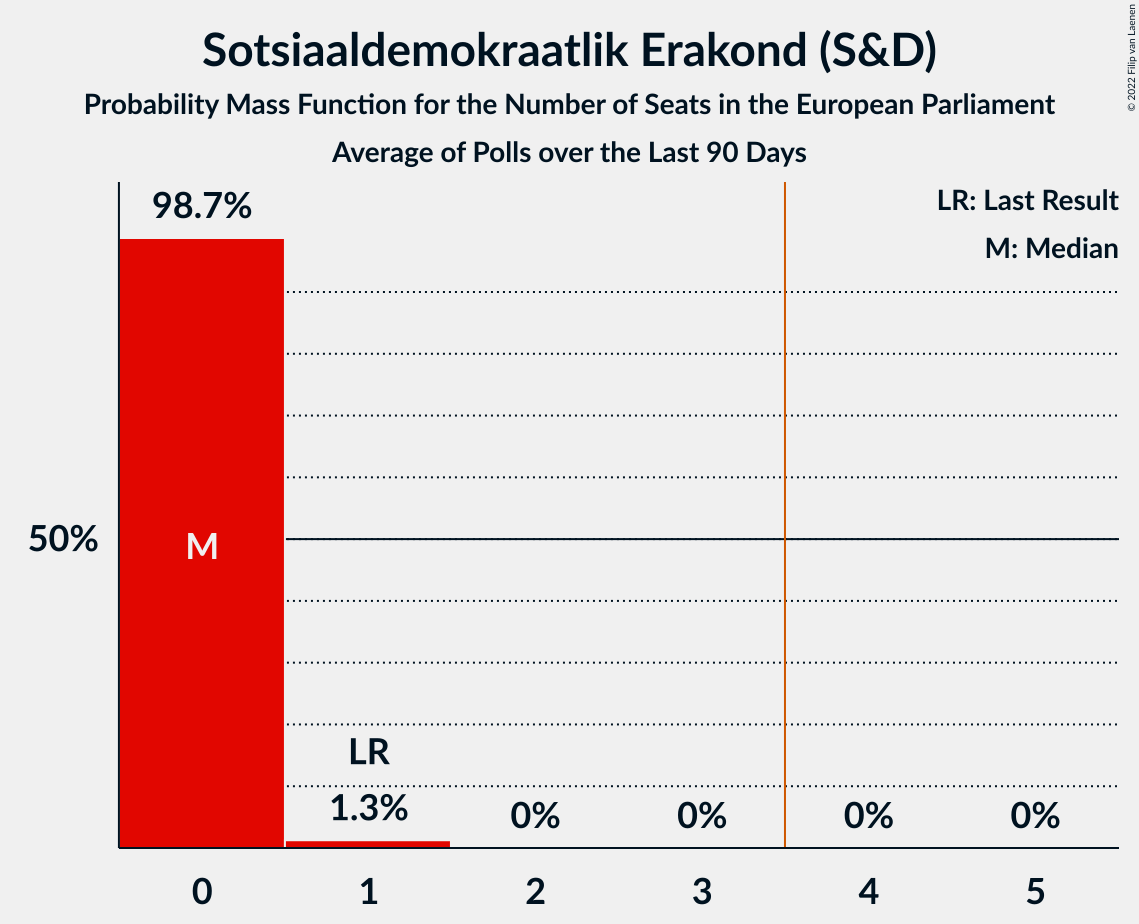 Sotsiaaldemokraatlik Erakond (S&D)
Probability Mass Function for the Number of Seats in the European Parliament
Average of Polls over the Last 90 Days
© 2022 Filip van Laenen
LR: Last Result
M: Median
98.7%
50%
M
LR
1.3%
0%
0%
0%
0%
0
1
2
3
4
5